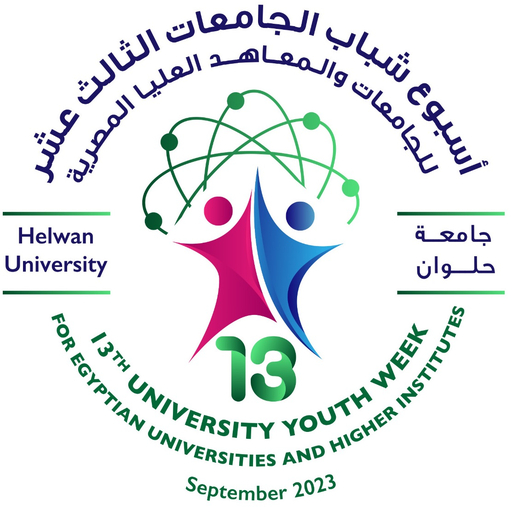 أسبوع شباب الجامعات الثالث عشر
للجامعات والمعاهد العليا المصرية
Helwan
University
جامعة
حلوان
13
13TH UNIVERSITY YOUTH WEEK
FOR EGYPTIAN UNIVERSITIES AND HIGHER INSTITUTES
September 2023